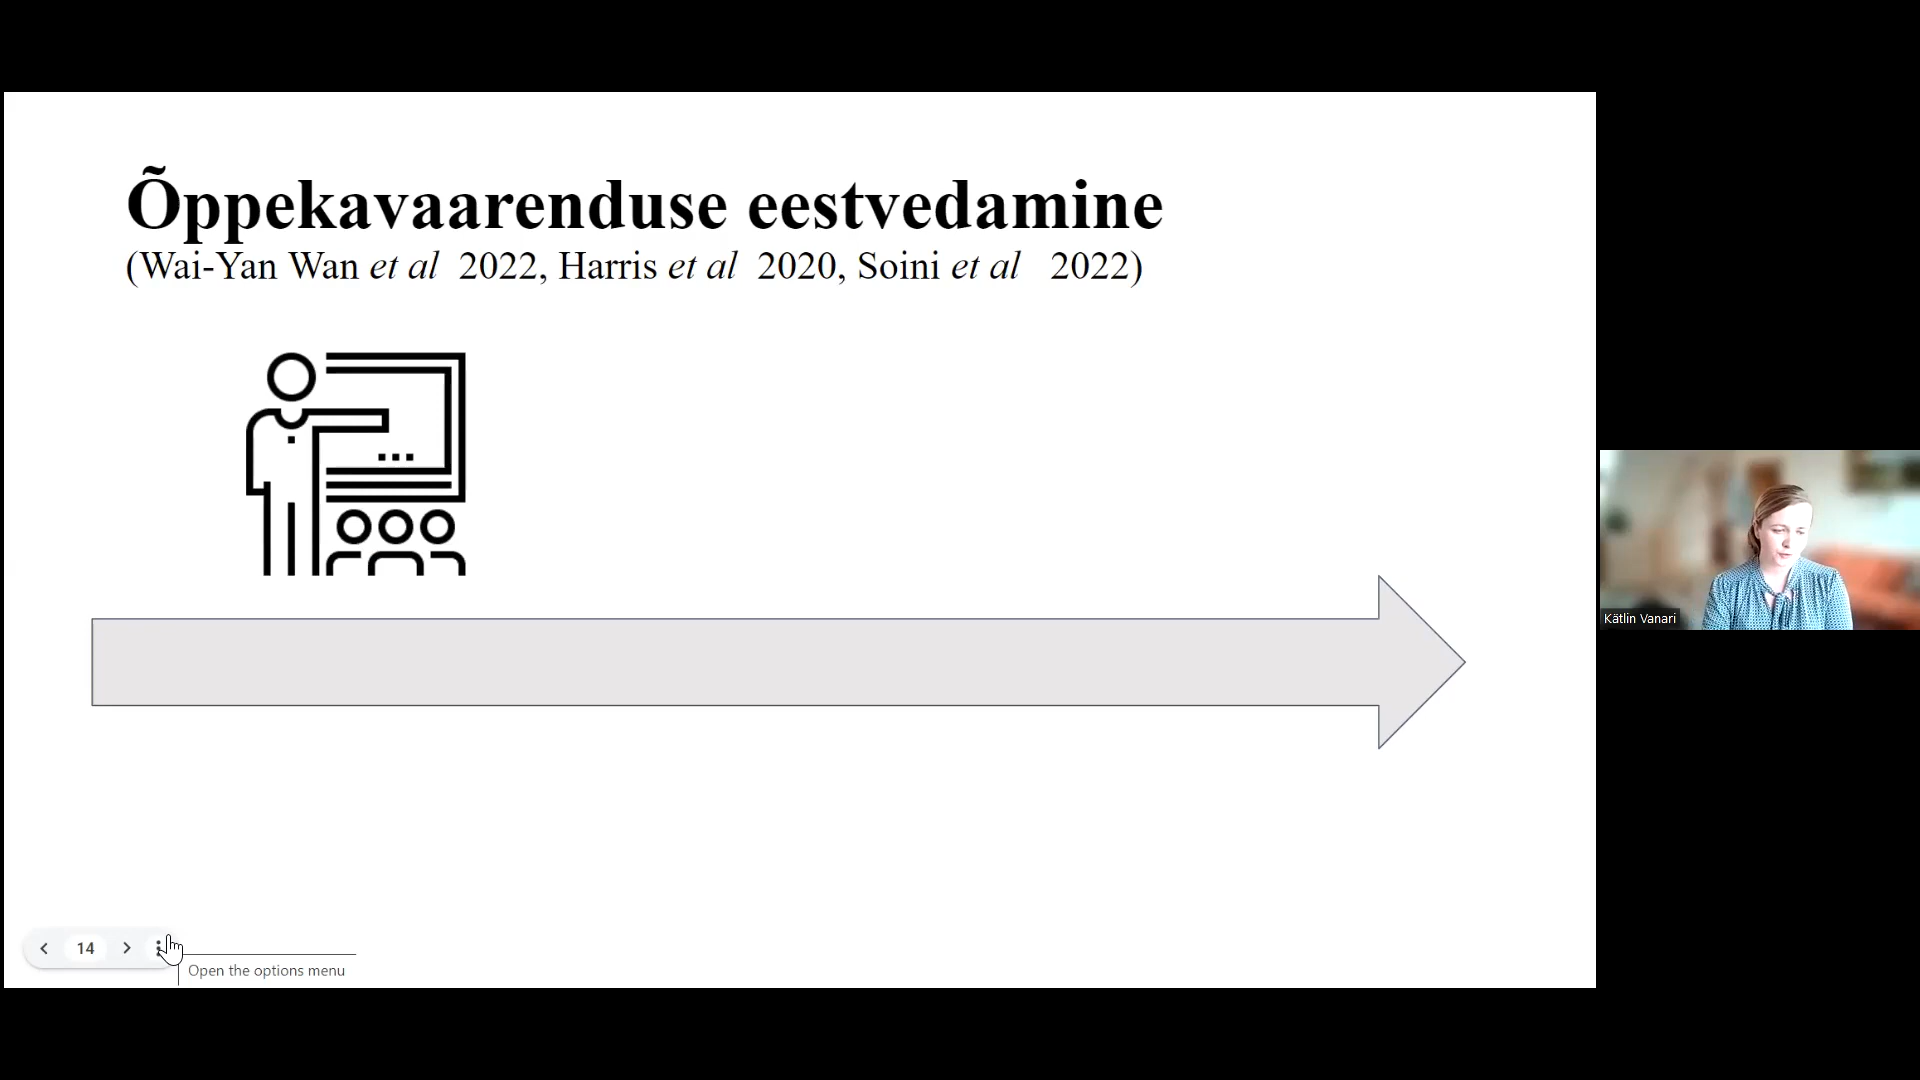 Õppekavaarenduse eestvedamine
(Wai-Yan Wan et al 2022, Harris et al 2020, Soini et al 2022)
Kätlin Vanari
14
Open the options menu